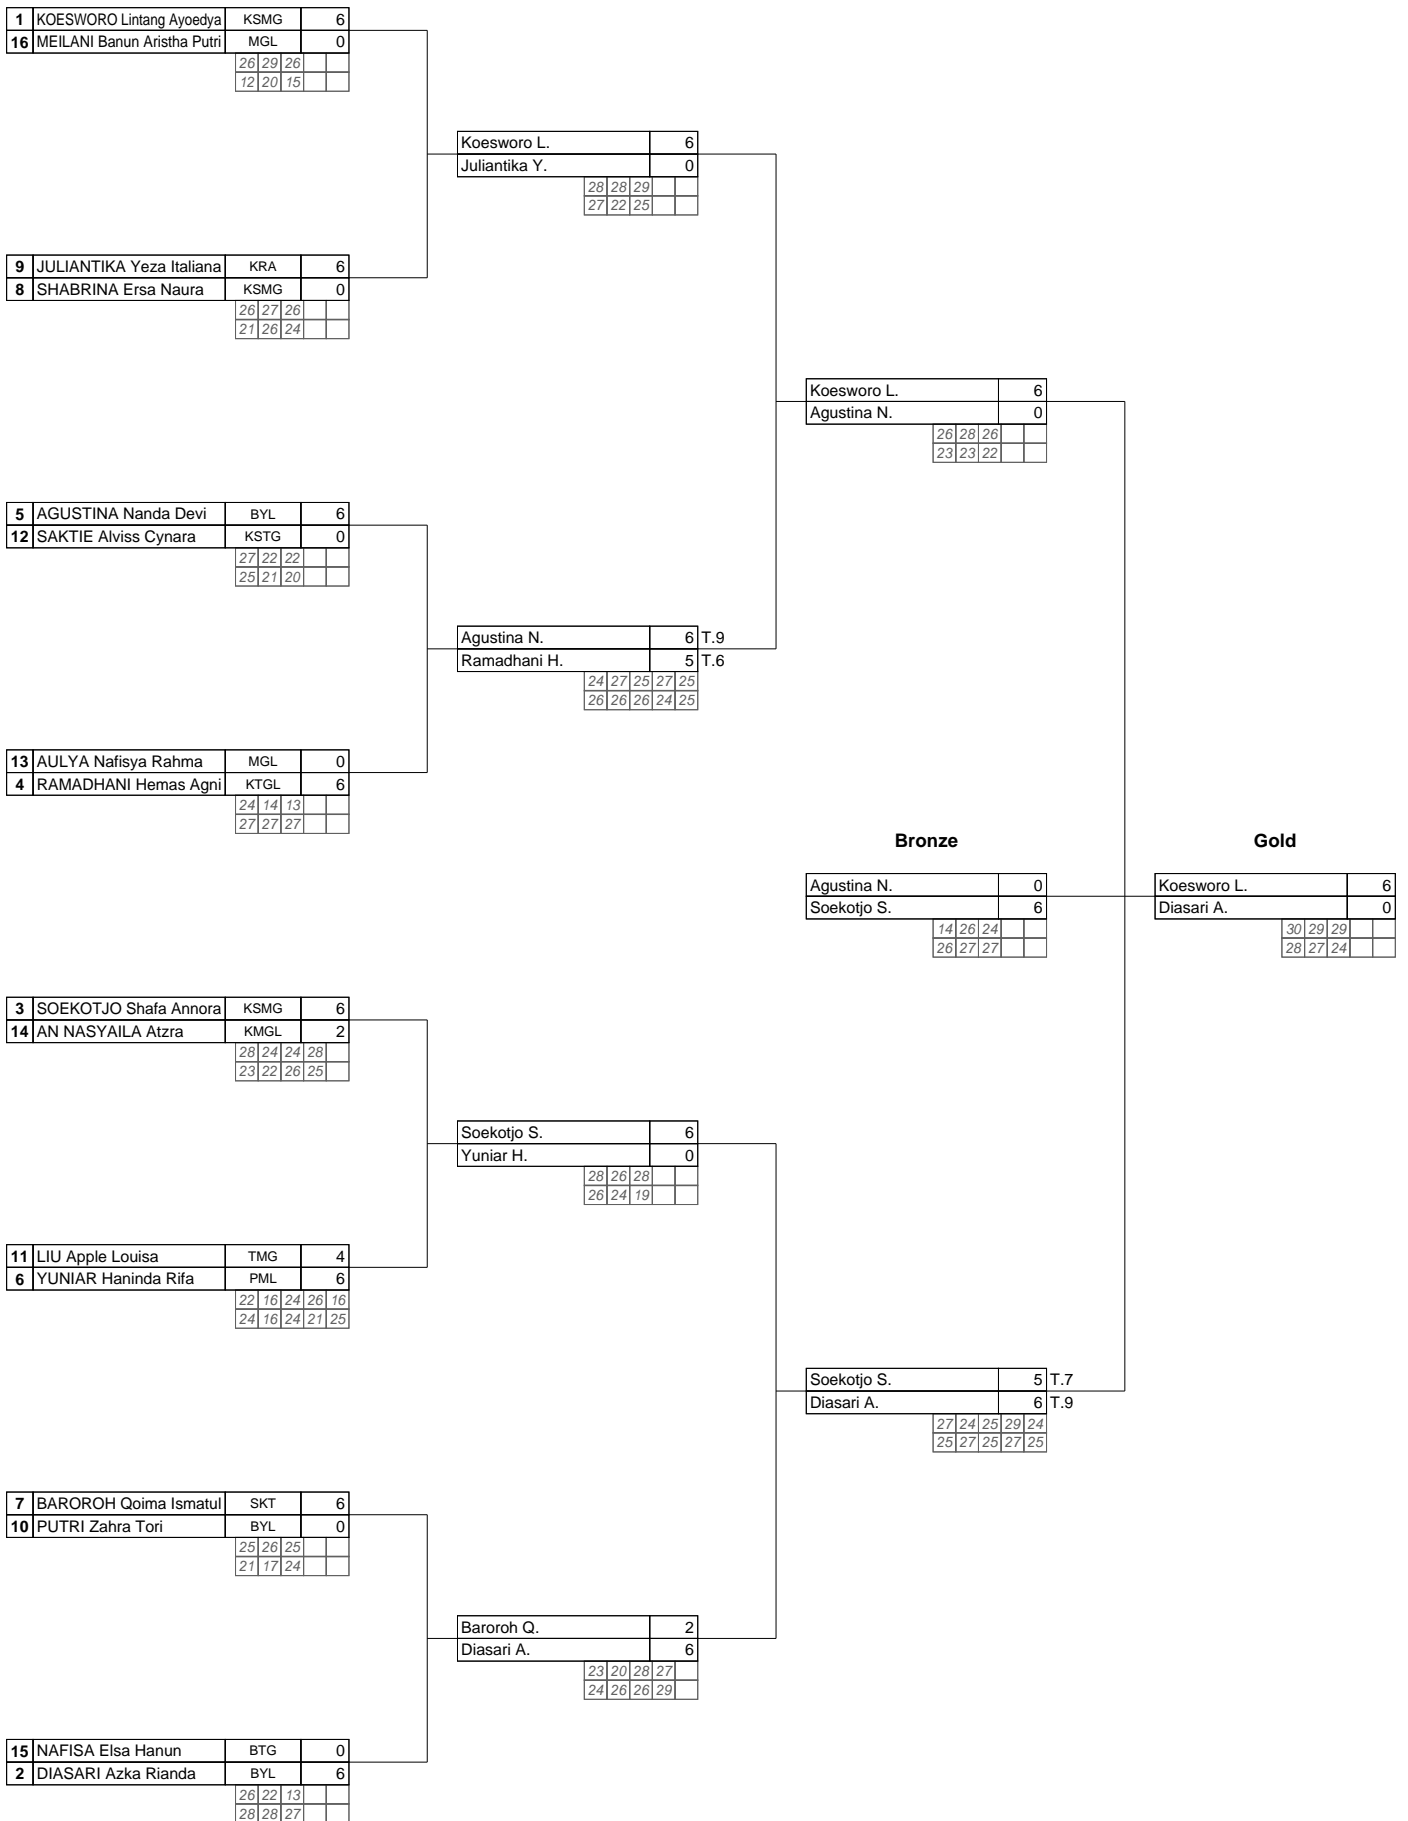 1 KOESWORO Lintang Ayoedya KSMG 6
16 MEILANI Banun Aristha Putri MGL 0
26 29 26
12 20 15
Koesworo L. 6
Juliantika Y. 0
28 28 29
27 22 25
9 JULIANTIKA Yeza Italiana KRA 6
8 SHABRINA Ersa Naura KSMG 0
26 27 26
21 26 24
Koesworo L. 6
Agustina N. 0
26 28 26
23 23 22
5 AGUSTINA Nanda Devi BYL 6
12 SAKTIE Alviss Cynara KSTG 0
27 22 22
25 21 20
Agustina N. 6 T.9
Ramadhani H. 5 T.6
24 27 25 27 25
26 26 26 24 25
13 AULYA Nafisya Rahma MGL 0
4 RAMADHANI Hemas Agni KTGL 6
24 14 13
27 27 27
Bronze Gold
Agustina N. 0 Koesworo L. 6
Soekotjo S. 6 Diasari A. 0
14 26 24 30 29 29
26 27 27 28 27 24
3 SOEKOTJO Shafa Annora KSMG 6
14 AN NASYAILA Atzra KMGL 2
28 24 24 28
23 22 26 25
Soekotjo S. 6
Yuniar H. 0
28 26 28
26 24 19
11 LIU Apple Louisa TMG 4
6 YUNIAR Haninda Rifa PML 6
22 16 24 26 16
24 16 24 21 25
Soekotjo S. 5 T.7
Diasari A. 6 T.9
27 24 25 29 24
25 27 25 27 25
7 BAROROH Qoima Ismatul SKT 6
10 PUTRI Zahra Tori BYL 0
25 26 25
21 17 24
Baroroh Q. 2
Diasari A. 6
23 20 28 27
24 26 26 29
15 NAFISA Elsa Hanun BTG 0
2 DIASARI Azka Rianda BYL 6
26 22 13
28 28 27